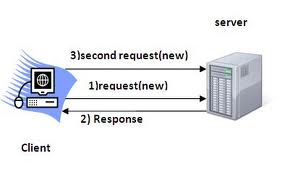 server
3)second request(new)
1)request(new)
2) Response
Client